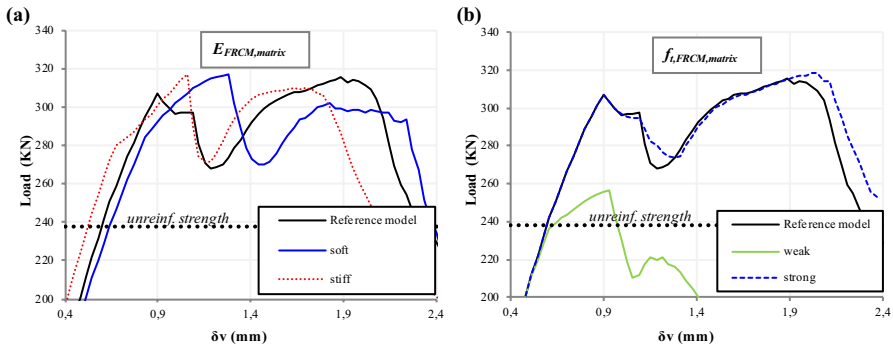 (a)
E_FRCM,matrix
Load (KN)
340
320
300
280
260
240
220
200
unreinf. strength
Reference model
soft
stiff
0,4
0,9
1,4
1,9
2,4
δv (mm)
(b)
f_t,FRCM,matrix
Load (KN)
340
320
300
280
260
240
220
200
unreinf. strength
Reference model
weak
strong
0,4
0,9
1,4
1,9
2,4
δv (mm)